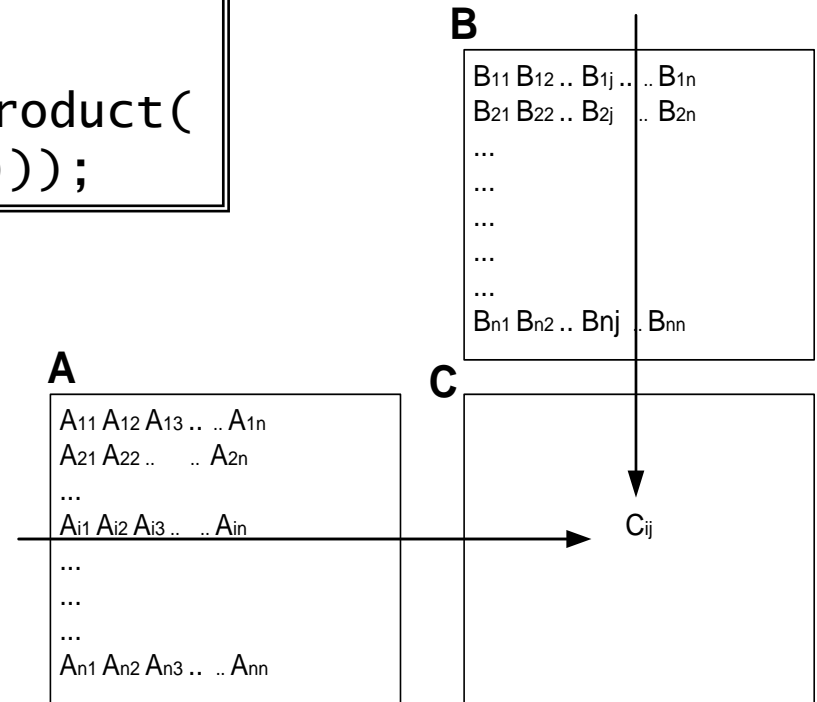 roduct(
));
B
B11 B12 .. B1j .. .. B1n
B21 B22 .. B2j .. B2n
...
...
...
...
...
Bn1 Bn2 .. Bnj . Bnn
A
A11 A12 A13 .. .. A1n
A21 A22 .. .. A2n
...
Ai1 Ai2 Ai3 .. .. Ain
...
...
...
An1 An2 An3 .. .. Ann
C
Cij